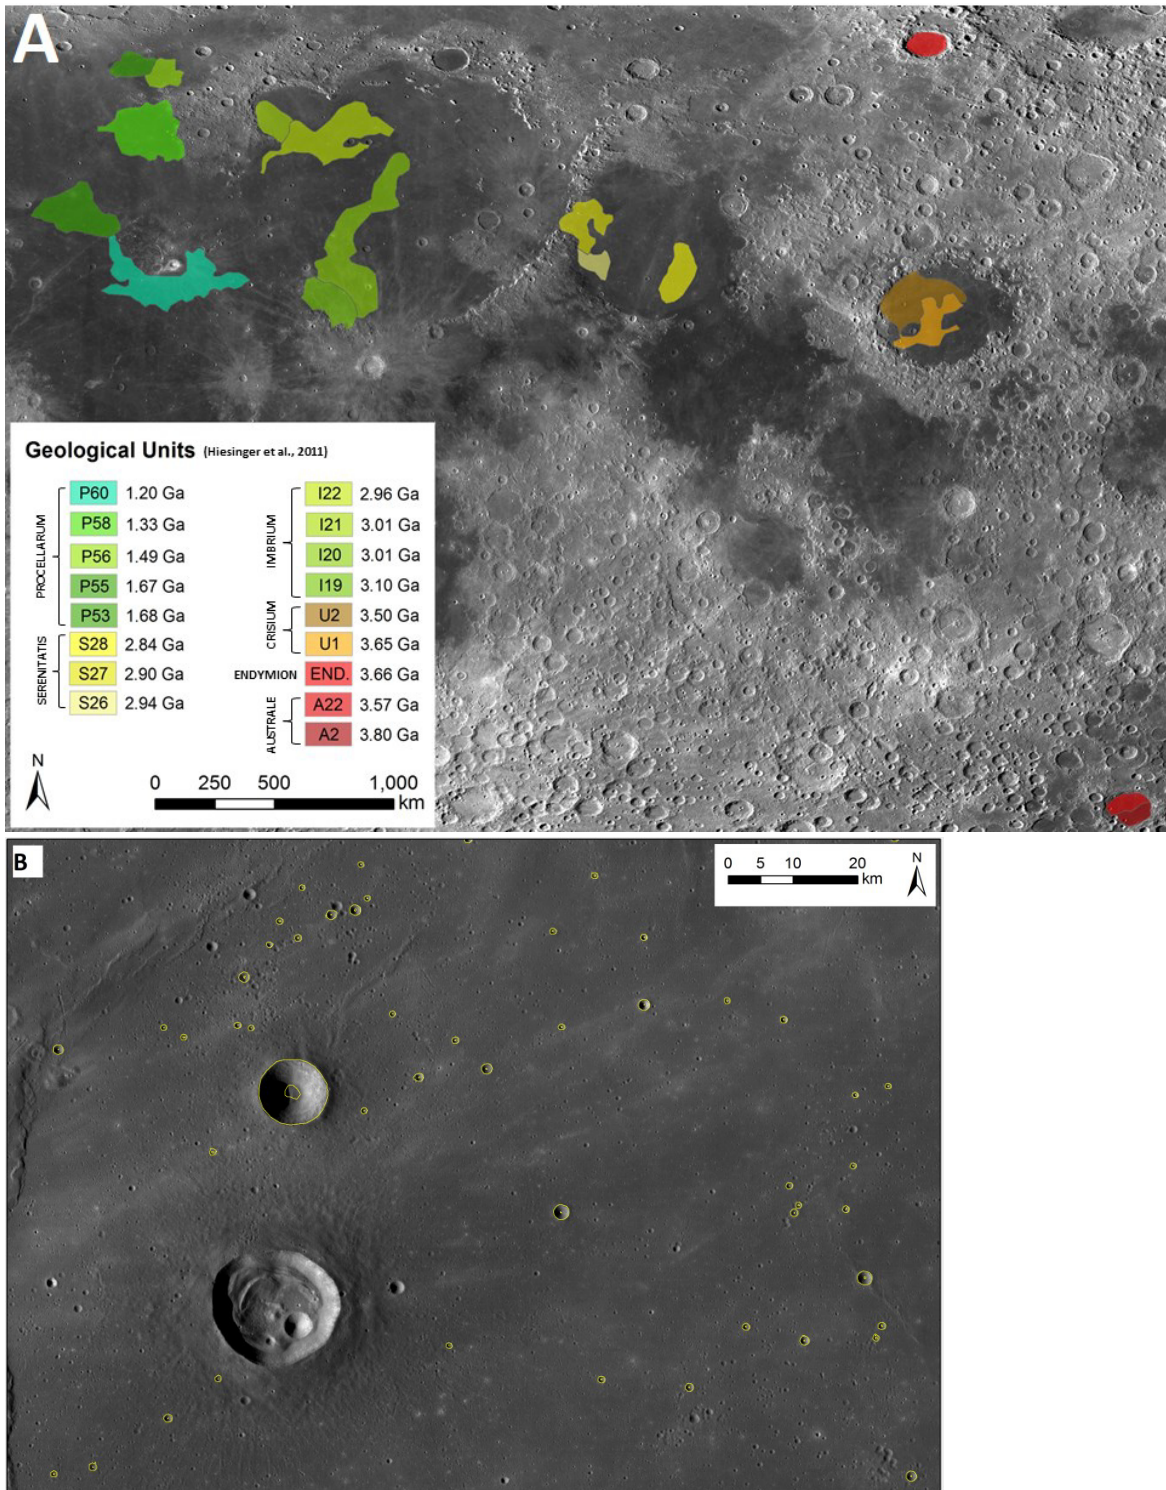 A
Geological Units (Hiesinger et al., 2011)
PROCELLARUM
P60 1.20 Ga
P58 1.33 Ga
P56 1.49 Ga
P55 1.67 Ga
P53 1.68 Ga
SERENITATIS
S28 2.84 Ga
S27 2.90 Ga
S26 2.94 Ga
IMBRIUM
I22 2.96 Ga
I21 3.01 Ga
I20 3.01 Ga
I19 3.10 Ga
CRISIUM
U2 3.50 Ga
U1 3.65 Ga
ENDYMION END. 3.66 Ga
AUSTRALE
A22 3.57 Ga
A2 3.80 Ga
N
0 250 500 1,000
km
B
0 5 10 20
km
N